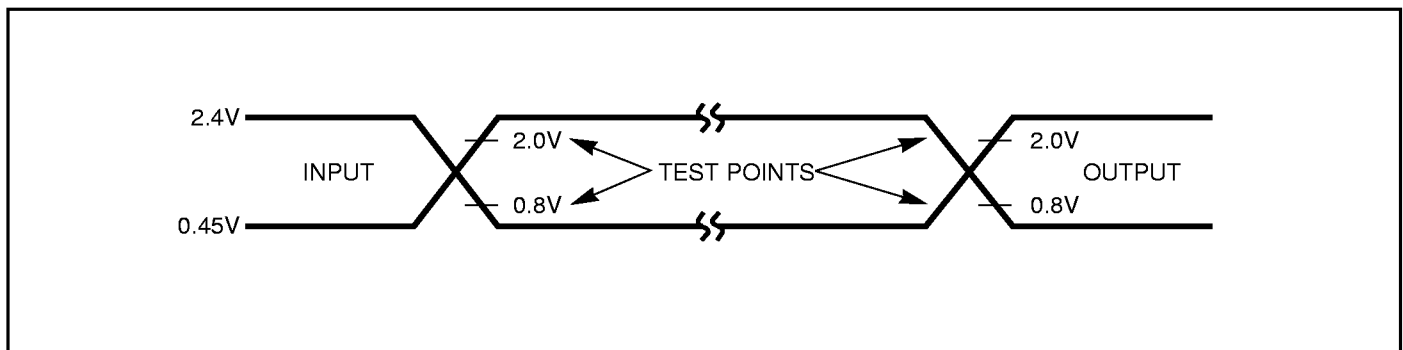 2.4V
2.0V
2.0V
INPUT
TEST POINTS
OUTPUT
0.8V
0.8V
0.45V